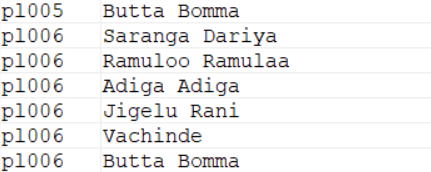 pl005 Butta Bomma
pl006 Saranga Dariya
pl006 Ramuloo Ramulaa
pl006 Adiga Adiga
pl006 Jigelu Rani
pl006 Vachinde
pl006 Butta Bomma